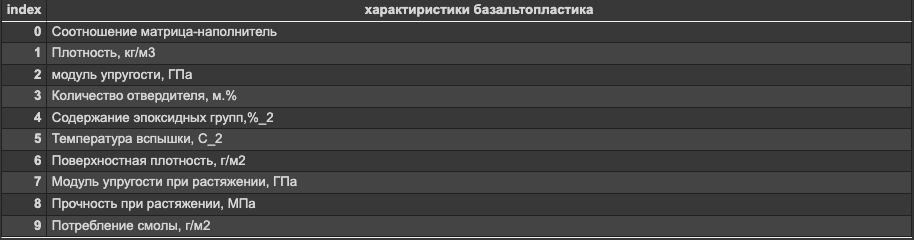 index характиристики базальтопластика
0 Соотношение матрица-наполнитель
1 Плотность, кг/м3
2 модуль упругости, ГПа
3 Количество отвердителя, м.%
4 Содержание эпоксидных групп,%_2
5 Температура вспышки, С_2
6 Поверхностная плотность, г/м2
7 Модуль упругости при растяжении, ГПа
8 Прочность при растяжении, МПа
9 Потребление смолы, г/м2